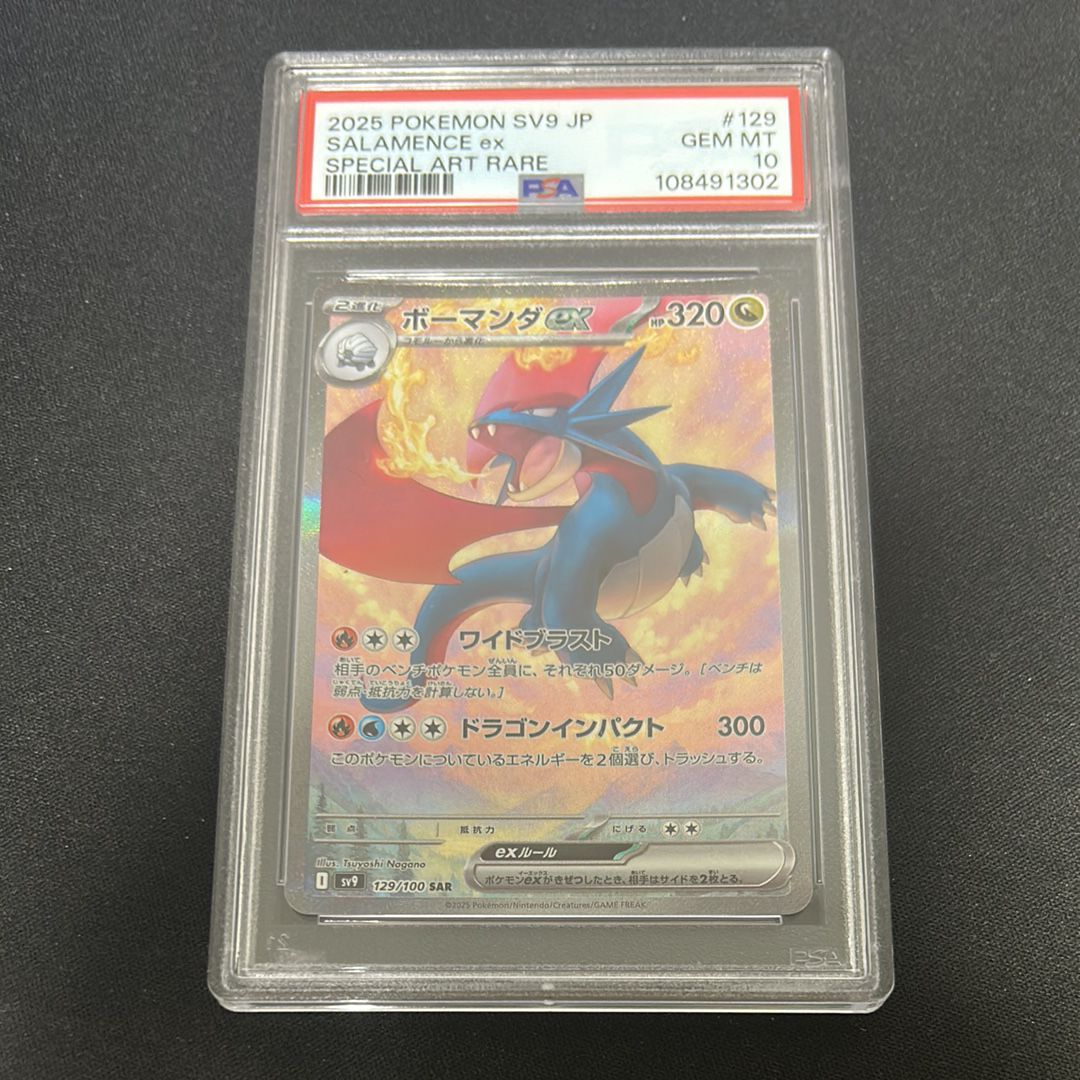 2025 POKEMON SV9 JP #129
SALAMENCE ex GEM MT
SPECIAL ART RARE 10
PSA 108491302
2進化 ボーマンダex HP320
コモルーから進化
ワイドブラスト
相手のベンチポケモン全員に、それぞれ50ダメージ。[ベンチは
弱点・抵抗力を計算しない。]
ドラゴンインパクト 300
このポケモンについているエネルギーを2個選び、トラッシュする。
弱点 抵抗力 にげる
exルール
ポケモンexがきぜつしたとき、相手はサイドを2枚とる。
Illus. Tsuyoshi Nagano
I sv9 129/100 SAR
©2025 Pokémon/Nintendo/Creatures/GAME FREAK.
PSA